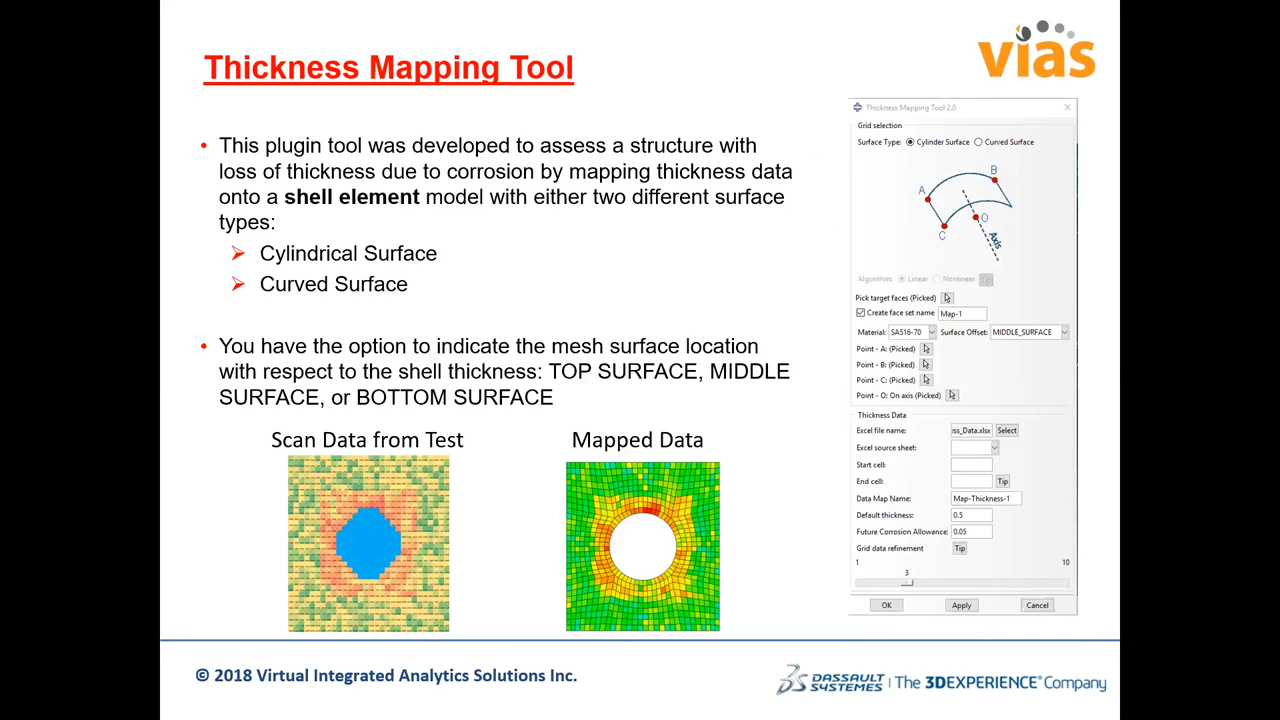 Thickness Mapping Tool
vias
• This plugin tool was developed to assess a structure with
loss of thickness due to corrosion by mapping thickness data
onto a shell element model with either two different surface
types:
Cylindrical Surface
Curved Surface
• You have the option to indicate the mesh surface location
with respect to the shell thickness: TOP SURFACE, MIDDLE
SURFACE, or BOTTOM SURFACE
Scan Data from Test
Mapped Data
Thickness Mapping Tool 2.0
Grid selection
Surface Type: Cylinder Surface Curved Surface
A
B
C
O
Axis
Algorithm: Linear Nonlinear Tip
Pick target faces (Picked)
Create face set name Map-1
Material: SA516-70 Surface Offset: MIDDLE_SURFACE
Point - A: (Picked)
Point - B: (Picked)
Point - C: (Picked)
Point - O: On axis (Picked)
Thickness Data
Excel file name: ss_Data.xlsx Select
Excel source sheet:
Start cell:
End cell: Tip
Data Map Name: Map-Thickness-1
Default thickness: 0.5
Future Corrosion Allowance: 0.05
Grid data refinement Tip
1 10
3
OK Apply Cancel
© 2018 Virtual Integrated Analytics Solutions Inc.
DASSAULT SYSTEMES | The 3DEXPERIENCE® Company